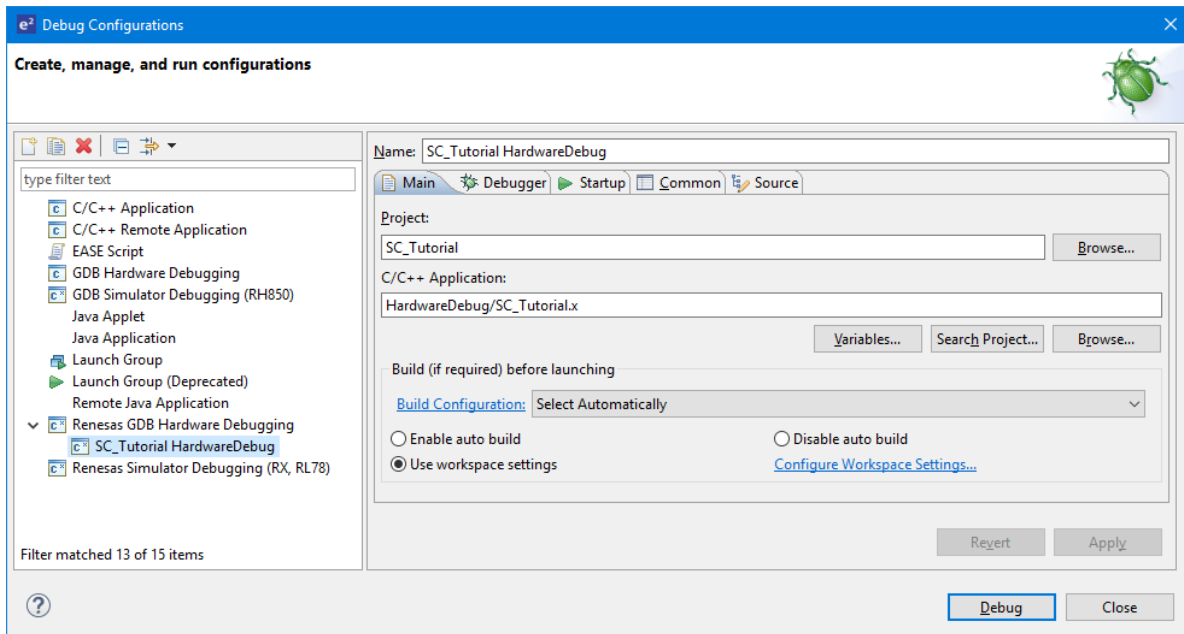 e² Debug Configurations
Create, manage, and run configurations
type filter text
C/C++ Application
C/C++ Remote Application
EASE Script
GDB Hardware Debugging
GDB Simulator Debugging (RH850)
Java Applet
Java Application
Launch Group
Launch Group (Deprecated)
Remote Java Application
Renesas GDB Hardware Debugging
SC_Tutorial HardwareDebug
Renesas Simulator Debugging (RX, RL78)
Filter matched 13 of 15 items
Name: SC_Tutorial HardwareDebug
Main Debugger Startup Common Source
Project:
SC_Tutorial Browse...
C/C++ Application:
HardwareDebug/SC_Tutorial.x
Variables... Search Project... Browse...
Build (if required) before launching
Build Configuration: Select Automatically
Enable auto build Disable auto build
Use workspace settings Configure Workspace Settings...
Revert Apply
? Debug Close